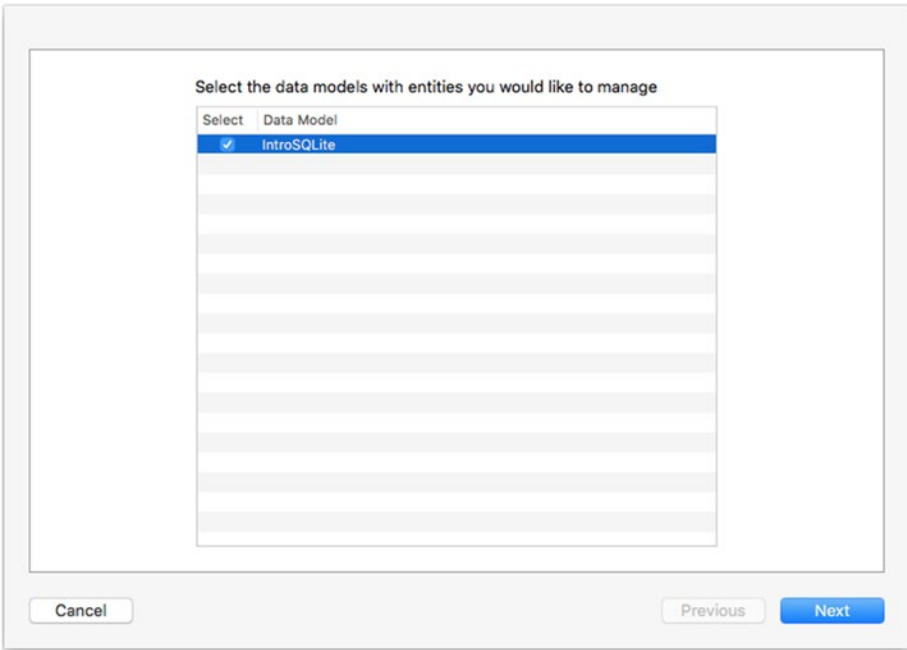 Select the data models with entities you would like to manage
Select Data Model
IntroSQLite
Cancel Previous Next